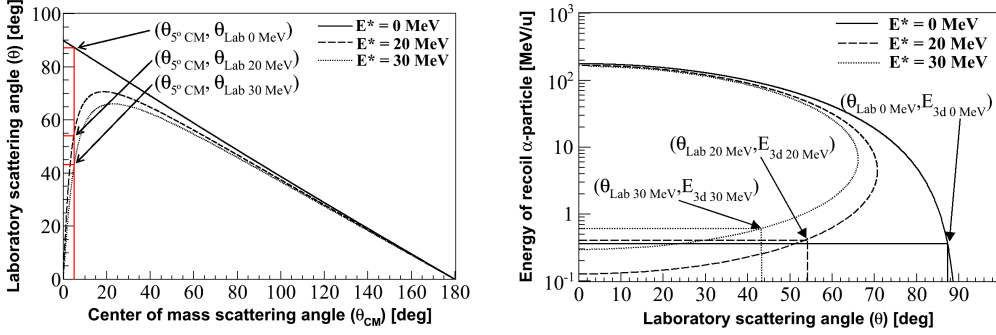 Laboratory scattering angle (θ) [deg]
100
80
60
40
20
0
(θ5º CM, θLab 0 MeV)
(θ5º CM, θLab 20 MeV)
(θ5º CM, θLab 30 MeV)
E* = 0 MeV
E* = 20 MeV
E* = 30 MeV
0 20 40 60 80 100 120 140 160 180
Center of mass scattering angle (θCM) [deg]
Energy of recoil α-particle [MeV/u]
10³
10²
10
1
10⁻¹
E* = 0 MeV
E* = 20 MeV
E* = 30 MeV
(θLab 0 MeV,E3d 0 MeV)
(θLab 20 MeV,E3d 20 MeV)
(θLab 30 MeV,E3d 30 MeV)
0 10 20 30 40 50 60 70 80 90
Laboratory scattering angle (θ) [deg]